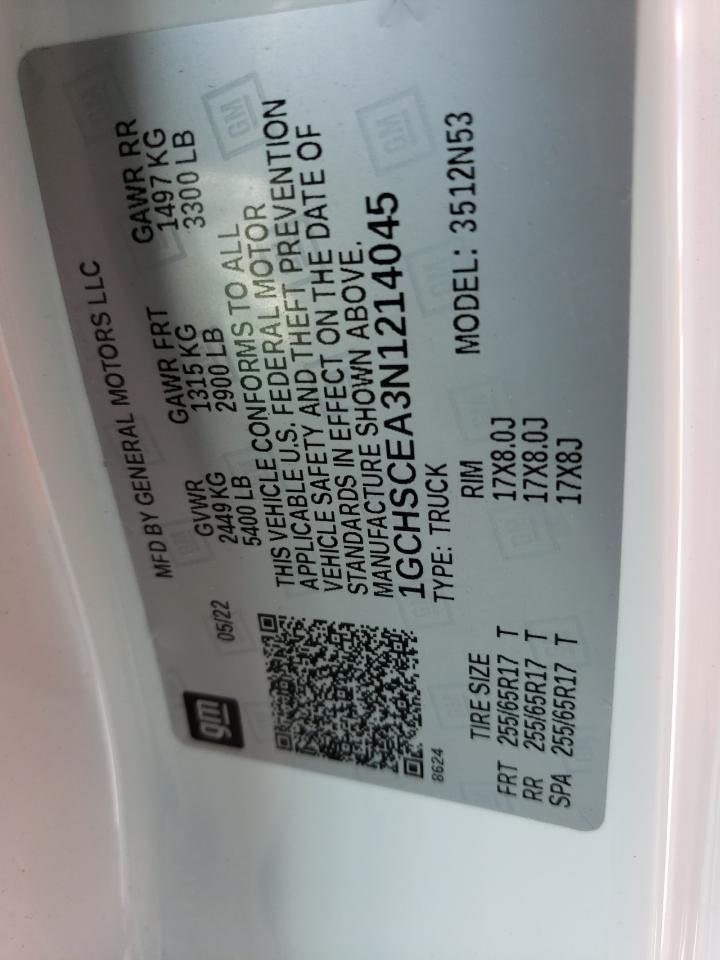 gm
05/22
MFD BY GENERAL MOTORS LLC
GVWR GAWR FRT GAWR RR
2449 KG 1315 KG 1497 KG
5400 LB 2900 LB 3300 LB
THIS VEHICLE CONFORMS TO ALL
APPLICABLE U.S. FEDERAL MOTOR
VEHICLE SAFETY AND THEFT PREVENTION
STANDARDS IN EFFECT ON THE DATE OF
MANUFACTURE SHOWN ABOVE.
1GCHSCEA3N1214045
8624
TYPE: TRUCK MODEL: 3512N53
TIRE SIZE RIM
FRT 255/65R17 T 17X8.0J
RR 255/65R17 T 17X8.0J
SPA 255/65R17 T 17X8J